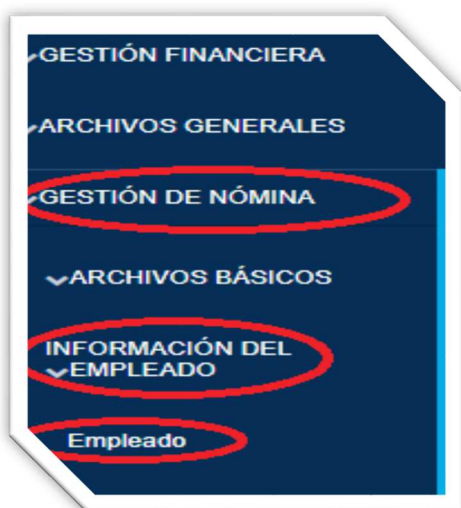 GESTIÓN FINANCIERA
ARCHIVOS GENERALES
GESTIÓN DE NÓMINA
ARCHIVOS BÁSICOS
INFORMACIÓN DEL
EMPLEADO
Empleado